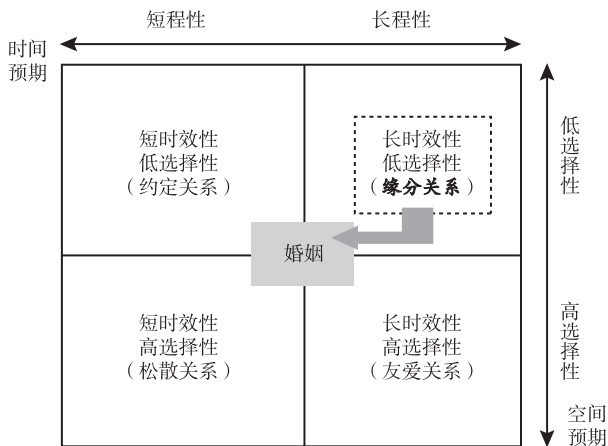 短程性 长程性
时间
预期
短时效性
低选择性
（约定关系）
长时效性
低选择性
（缘分关系）
低选择性
婚姻
短时效性
高选择性
（松散关系）
长时效性
高选择性
（友爱关系）
高选择性
空间
预期